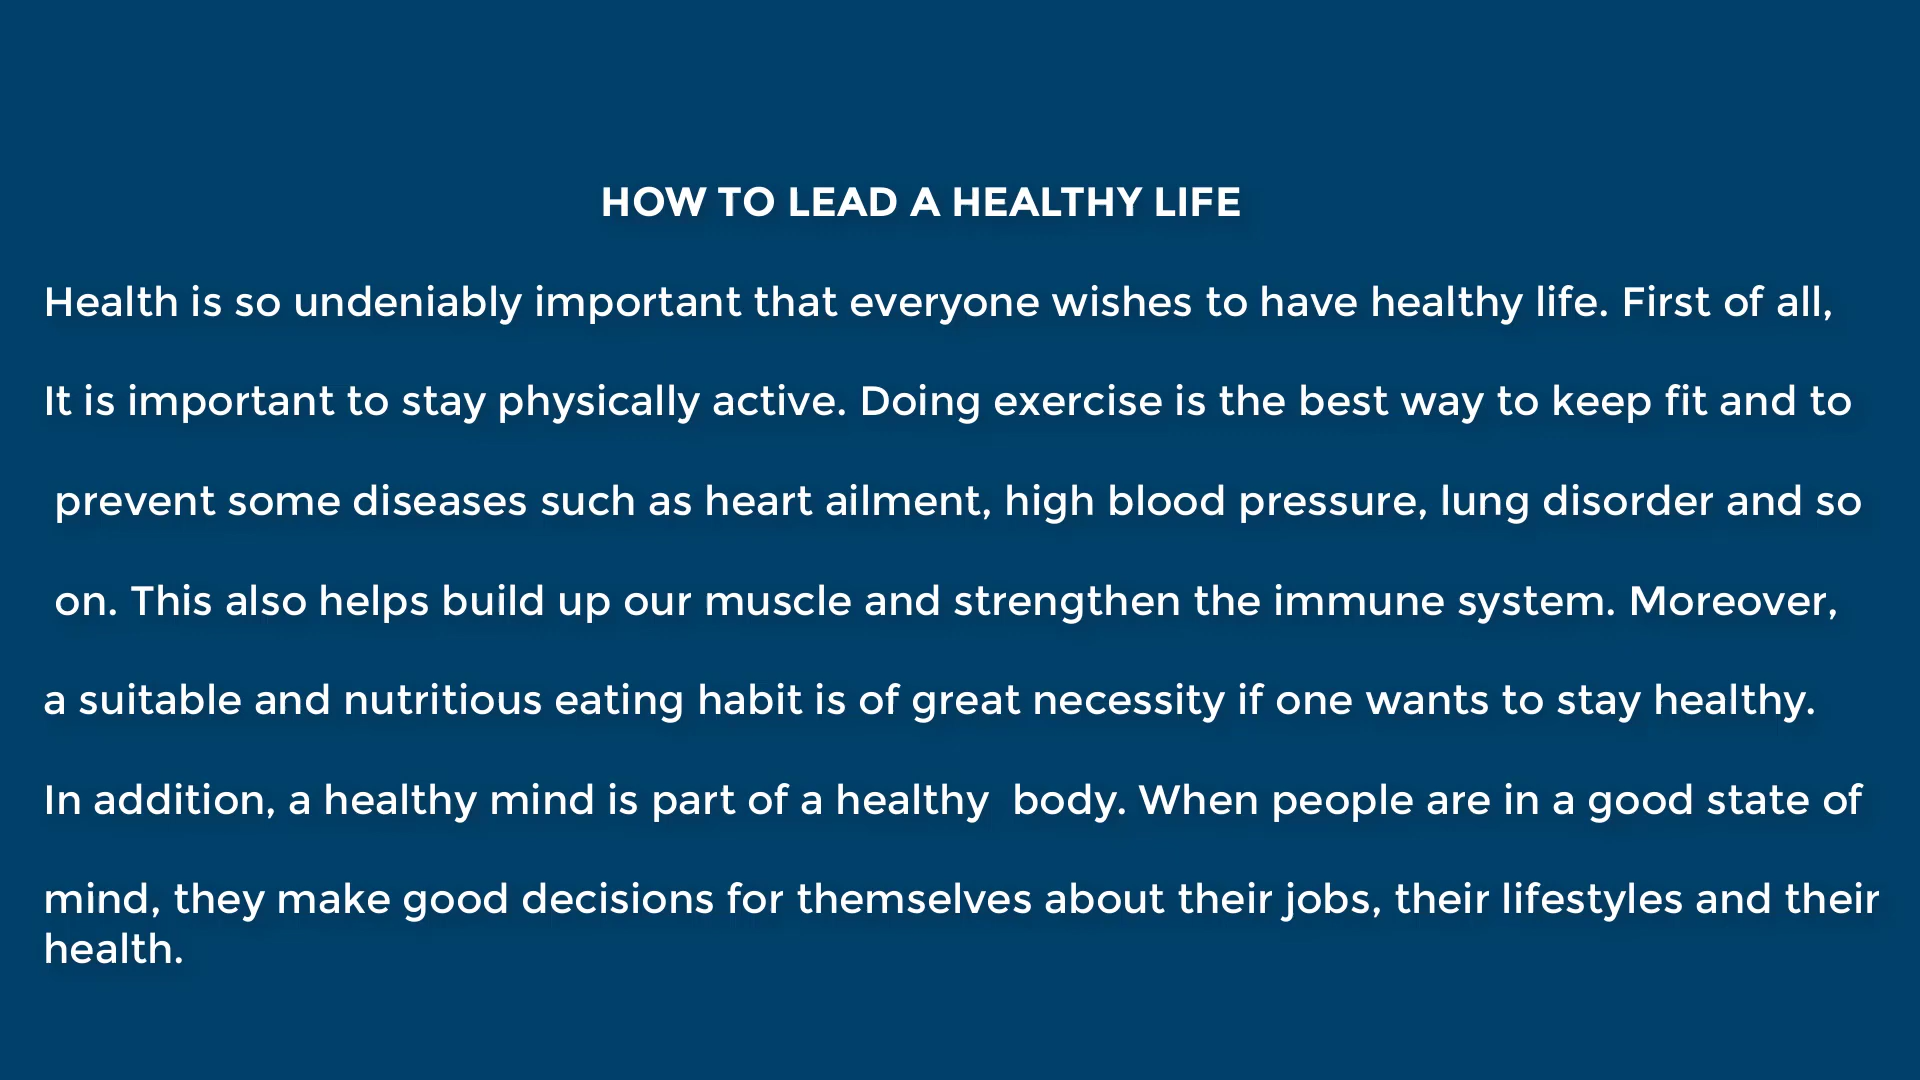 HOW TO LEAD A HEALTHY LIFE
Health is so undeniably important that everyone wishes to have healthy life. First of all,
It is important to stay physically active. Doing exercise is the best way to keep fit and to
prevent some diseases such as heart ailment, high blood pressure, lung disorder and so
on. This also helps build up our muscle and strengthen the immune system. Moreover,
a suitable and nutritious eating habit is of great necessity if one wants to stay healthy.
In addition, a healthy mind is part of a healthy  body. When people are in a good state of
mind, they make good decisions for themselves about their jobs, their lifestyles and their
health.